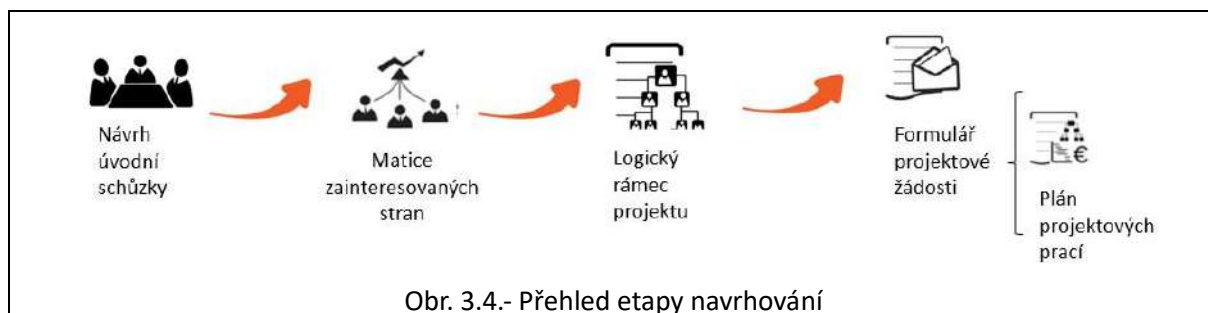 Návrh
úvodní
schůzky
Matice
zainteresovaných
stran
Logický
rámec
projektu
Formulář
projektové
žádosti
€
Plán
projektových
prací
Obr. 3.4.- Přehled etapy navrhování